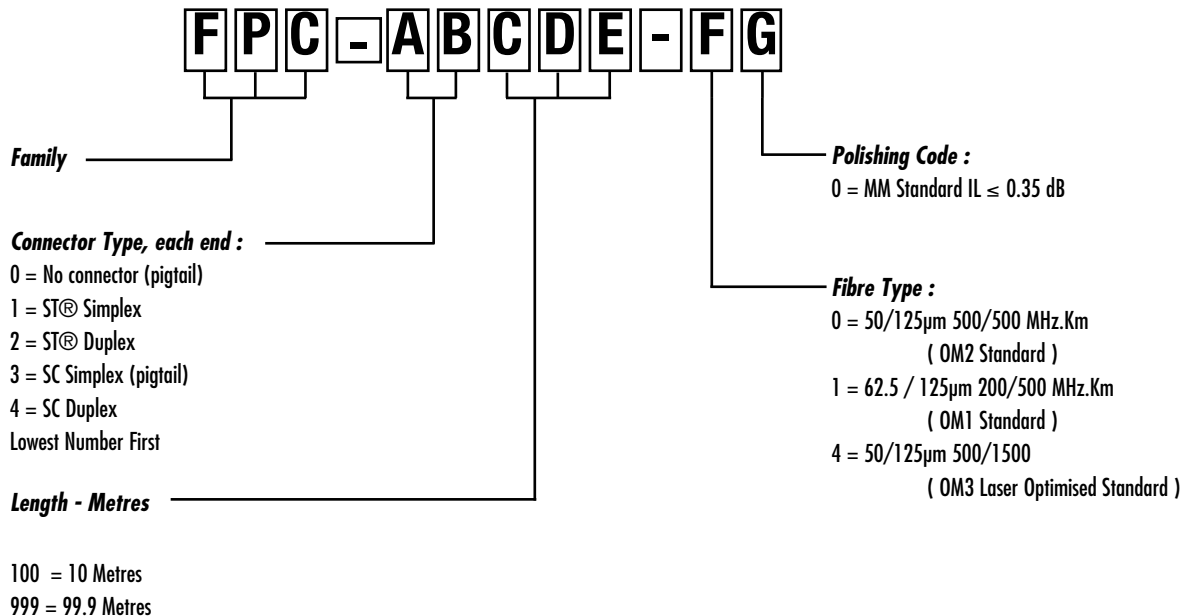 FPC-ABCDE-FG
Family
Connector Type, each end :
0 = No connector (pigtail)
1 = ST® Simplex
2 = ST® Duplex
3 = SC Simplex (pigtail)
4 = SC Duplex
Lowest Number First
Length - Metres
100 = 10 Metres
999 = 99.9 Metres
Polishing Code :
0 = MM Standard IL ≤ 0.35 dB
Fibre Type :
0 = 50/125µm 500/500 MHz.Km
( OM2 Standard )
1 = 62.5 / 125µm 200/500 MHz.Km
( OM1 Standard )
4 = 50/125µm 500/1500
( OM3 Laser Optimised Standard )